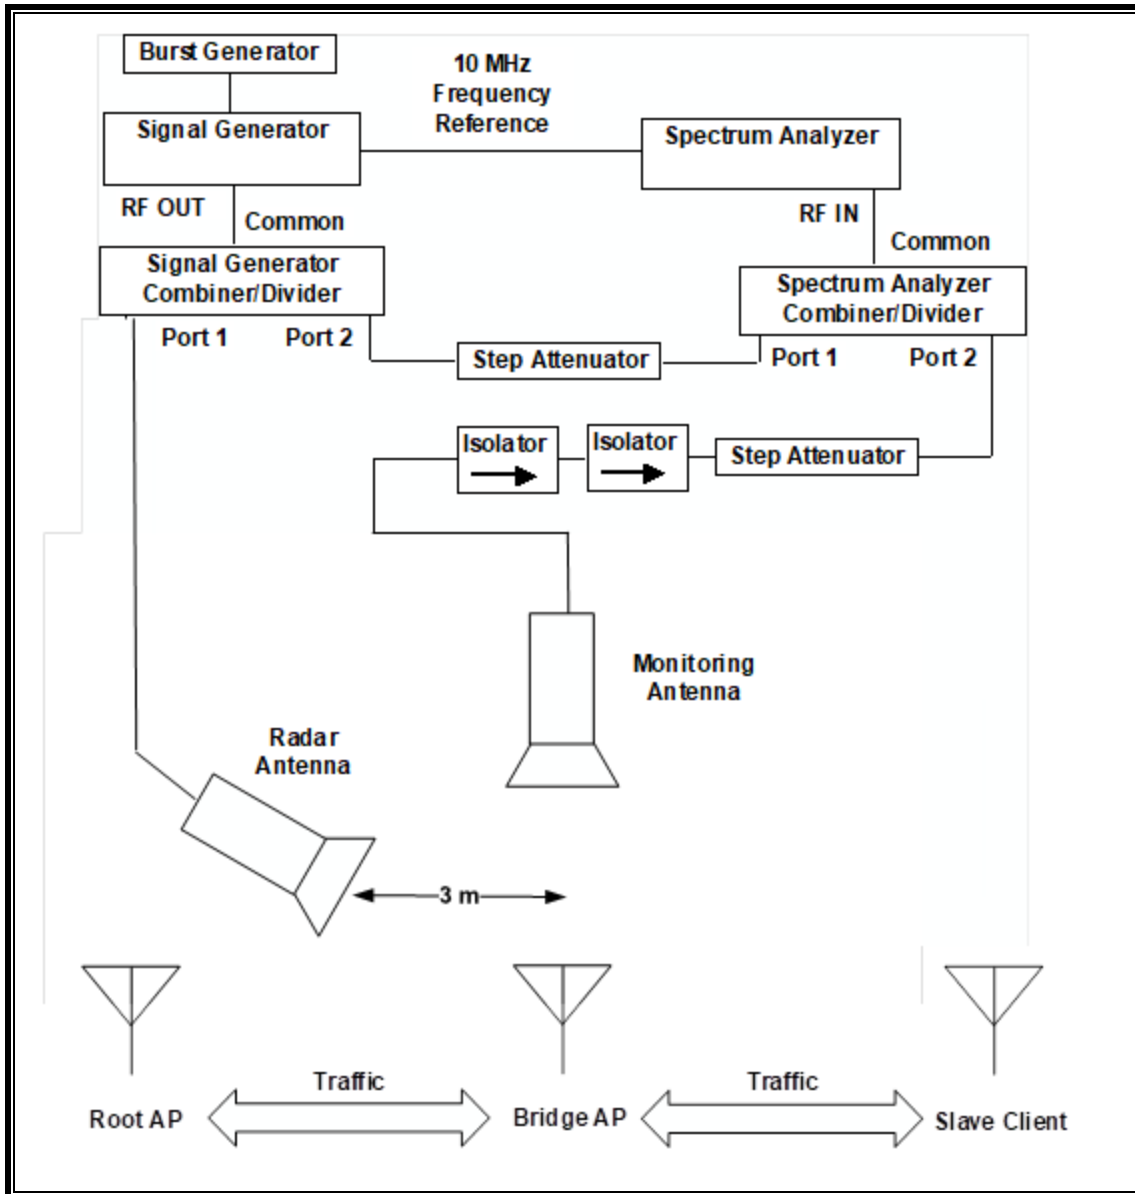 Burst Generator
10 MHz
Frequency
Reference
Signal Generator
Spectrum Analyzer
RF OUT
Common
RF IN
Common
Signal Generator
Combiner/Divider
Spectrum Analyzer
Combiner/Divider
Port 1
Port 2
Step Attenuator
Port 1
Port 2
Isolator
Isolator
Step Attenuator
Monitoring
Antenna
Radar
Antenna
3 m
Traffic
Traffic
Root AP
Bridge AP
Slave Client